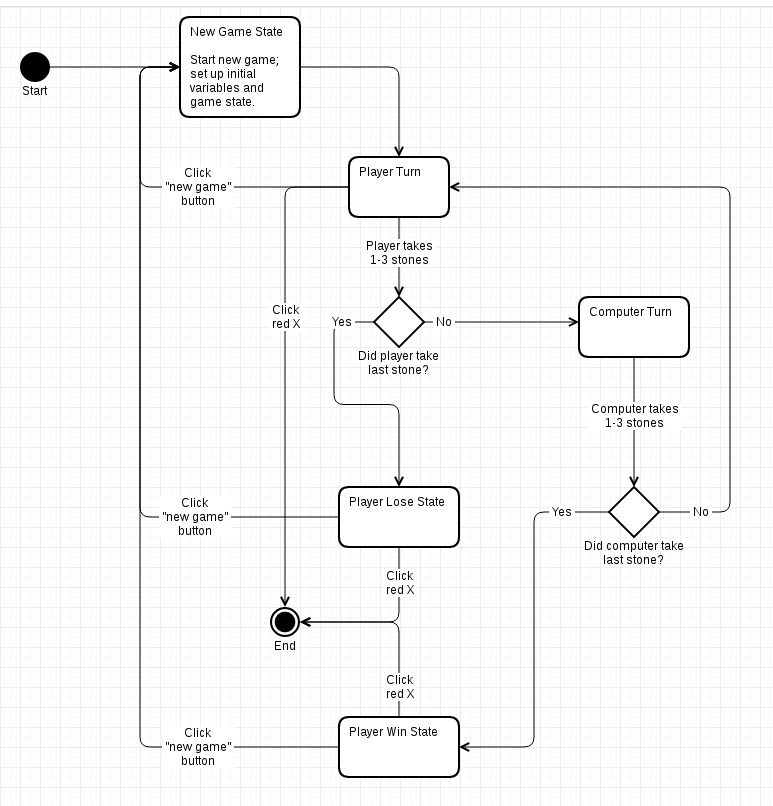 New Game State
Start new game;
set up initial
variables and
game state.
Start
Player Turn
Click
"new game"
button
Player takes
1-3 stones
Click
red X
Yes
No
Computer Turn
Did player take
last stone?
Computer takes
1-3 stones
Player Lose State
Click
"new game"
button
Yes
No
Did computer take
last stone?
Click
red X
End
Click
red X
Player Win State
Click
"new game"
button